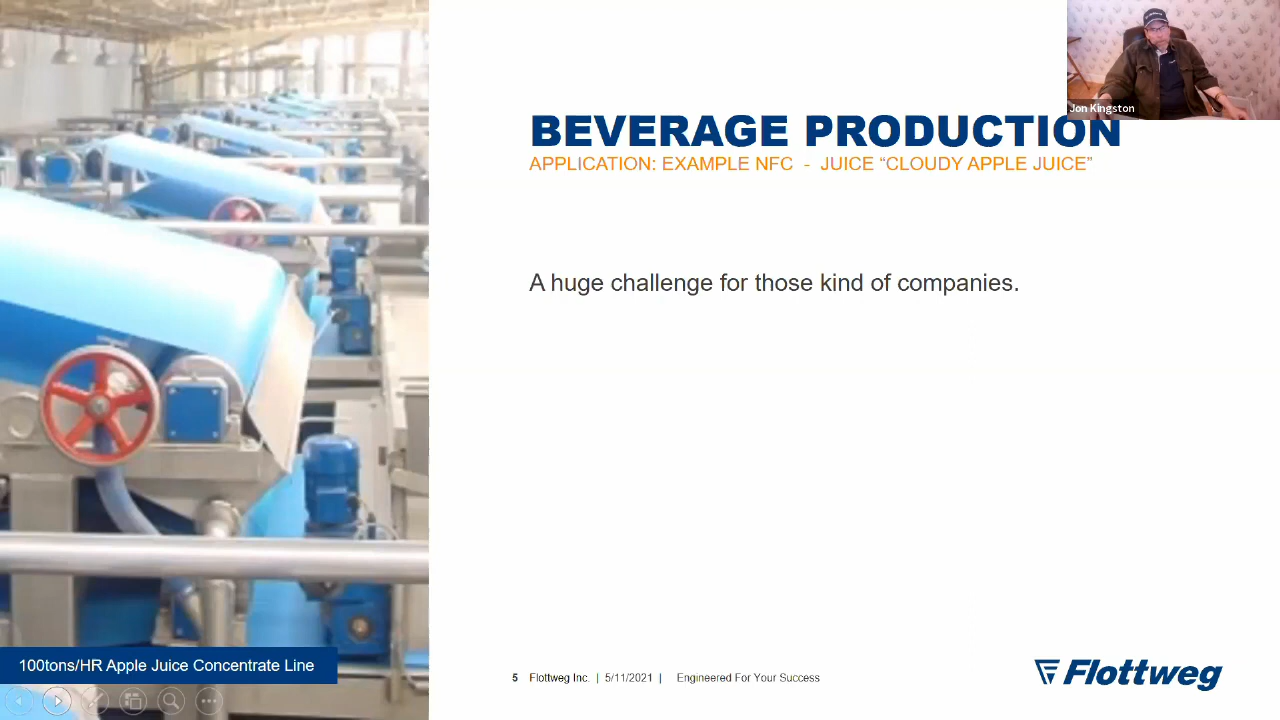 Jon Kingston
BEVERAGE PRODUCTION
APPLICATION: EXAMPLE NFC - JUICE “CLOUDY APPLE JUICE”
A huge challenge for those kind of companies.
100tons/HR Apple Juice Concentrate Line
5 Flottweg Inc. | 5/11/2021 | Engineered For Your Success
Flottweg